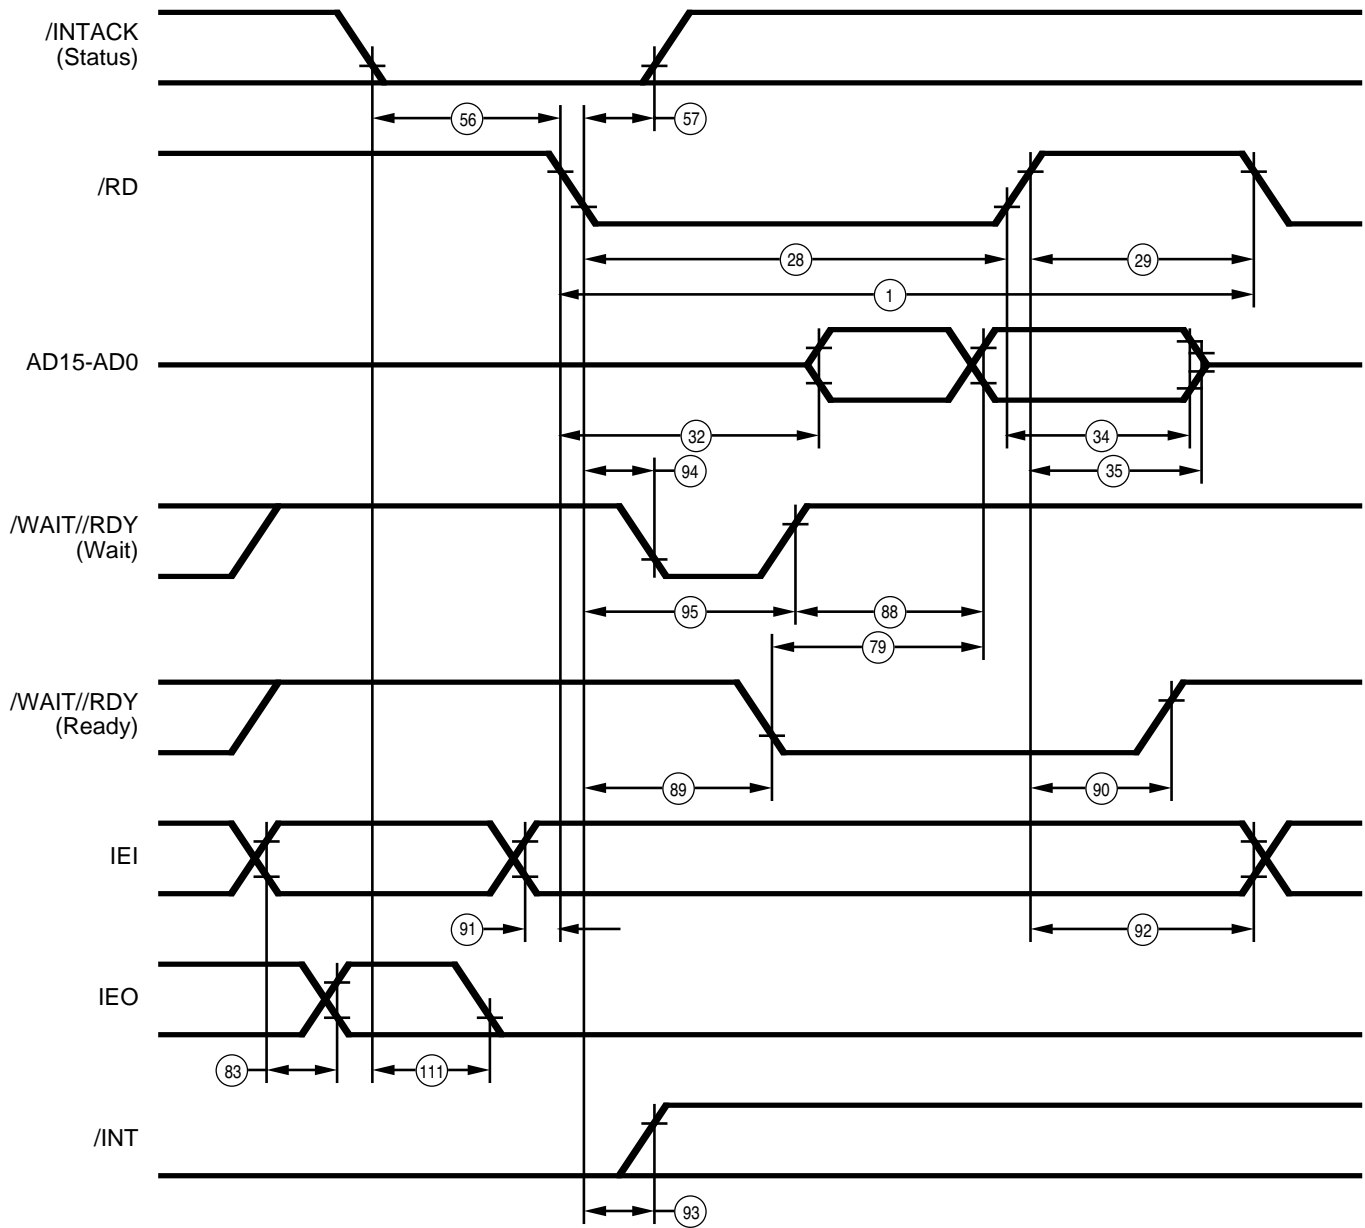 /INTACK
(Status)
56
57
/RD
28
29
1
AD15-AD0
32
34
94
35
/WAIT//RDY
(Wait)
95
88
79
/WAIT//RDY
(Ready)
89
90
IEI
91
92
IEO
83
111
/INT
93